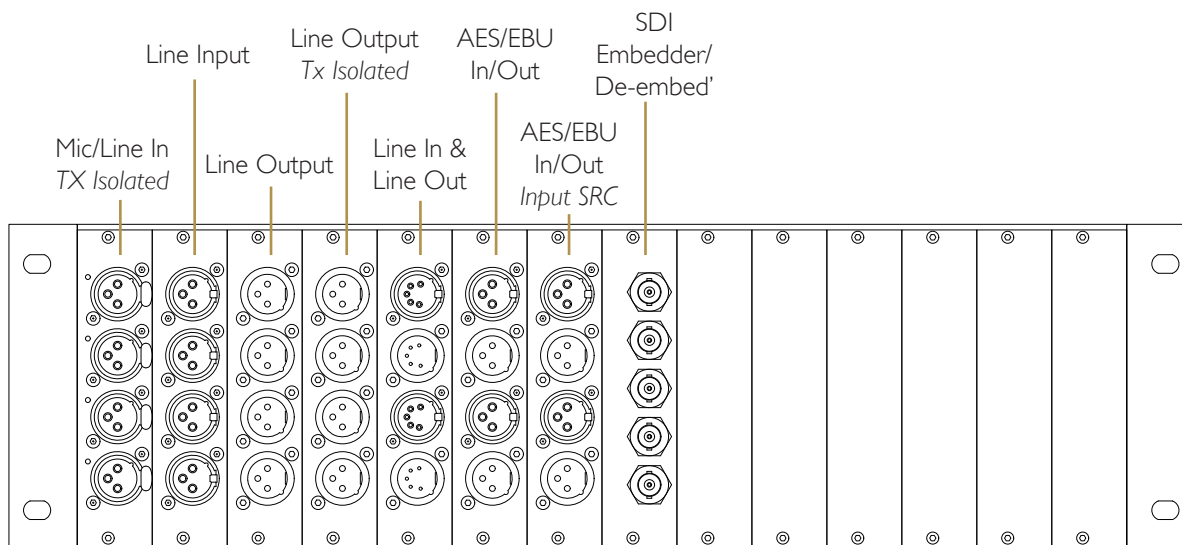 Mic/Line In
TX Isolated
Line Input
Line Output
Line Output
Tx Isolated
Line In &
Line Out
AES/EBU
In/Out
AES/EBU
In/Out
Input SRC
SDI
Embedder/
De-embed'